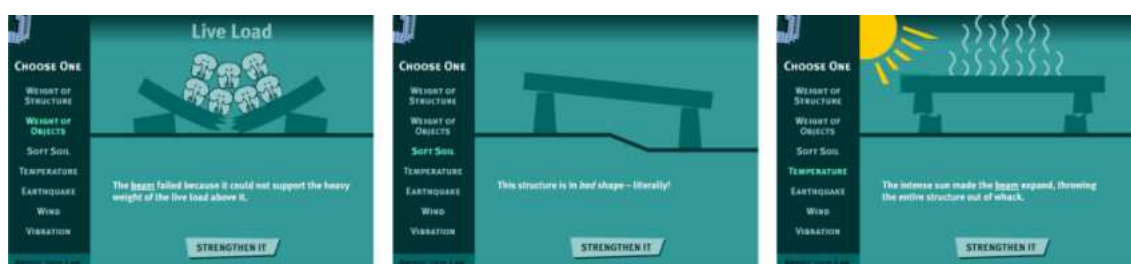 Live Load
CHOOSE ONE
WEIGHT OF
STRUCTURE
WEIGHT OF
OBJECTS
SOFT SOIL
TEMPERATURE
EARTHQUAKE
WIND
VIBRATION
The beam failed because it could not support the heavy
weight of the live load above it.
STRENGTHEN IT
CHOOSE ONE
WEIGHT OF
STRUCTURE
WEIGHT OF
OBJECTS
SOFT SOIL
TEMPERATURE
EARTHQUAKE
WIND
VIBRATION
This structure is in bad shape – literally!
STRENGTHEN IT
CHOOSE ONE
WEIGHT OF
STRUCTURE
WEIGHT OF
OBJECTS
SOFT SOIL
TEMPERATURE
EARTHQUAKE
WIND
VIBRATION
The intense sun made the beam expand, throwing
the entire structure out of whack.
STRENGTHEN IT